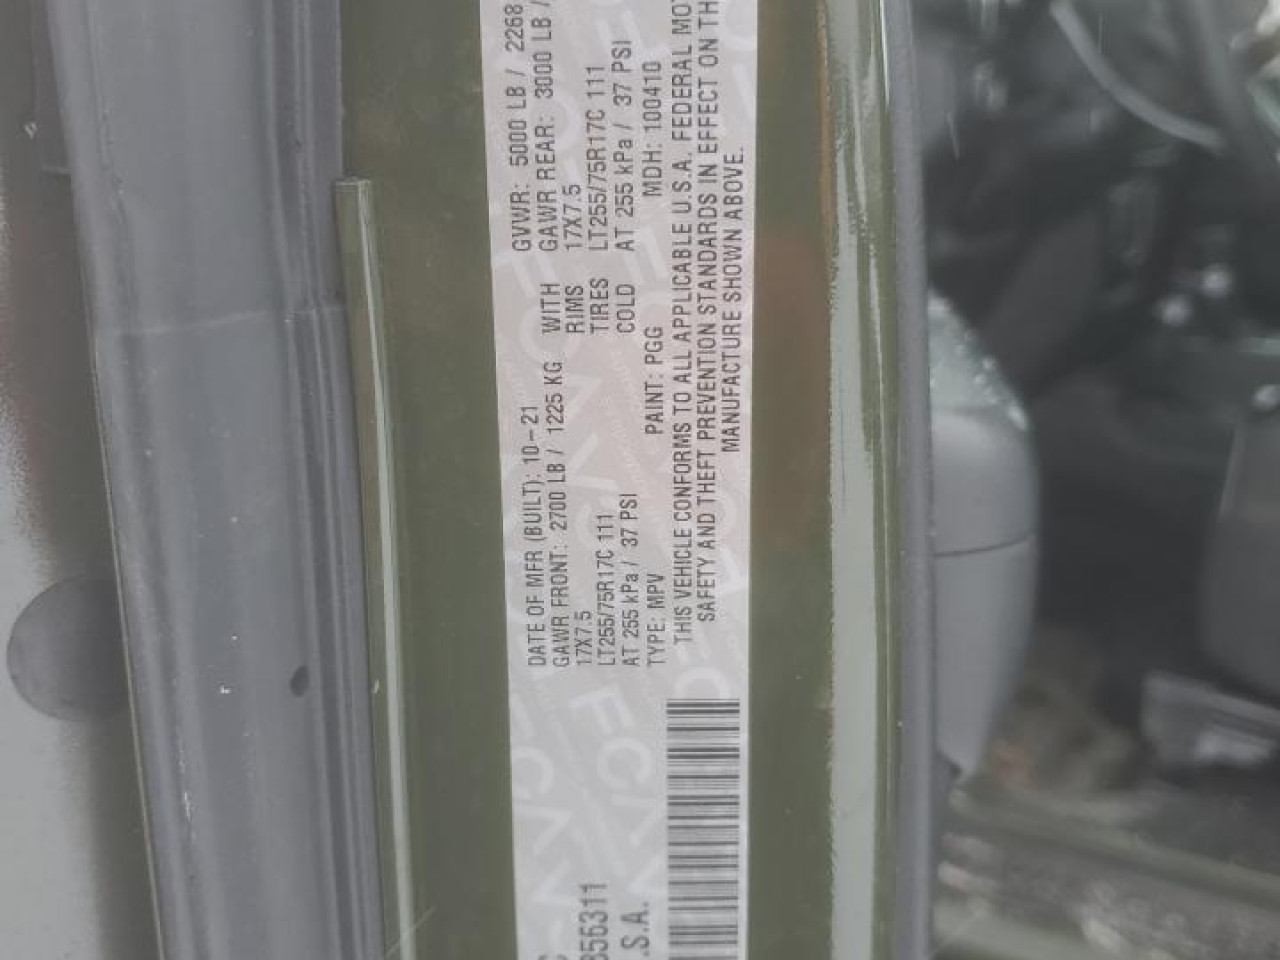 DATE OF MFR (BUILT): 10-21 GVWR: 5000 LB / 2268
GAWR FRONT: 2700 LB / 1225 KG WITH GAWR REAR: 3000 LB /
17X7.5 RIMS 17X7.5
LT255/75R17C 111 TIRES LT255/75R17C 111
AT 255 kPa / 37 PSI COLD AT 255 kPa / 37 PSI
TYPE: MPV PAINT: PGG MDH: 100410
THIS VEHICLE CONFORMS TO ALL APPLICABLE U.S.A. FEDERAL MOT
SAFETY AND THEFT PREVENTION STANDARDS IN EFFECT ON TH
MANUFACTURE SHOWN ABOVE.
C
856311
.S.A.